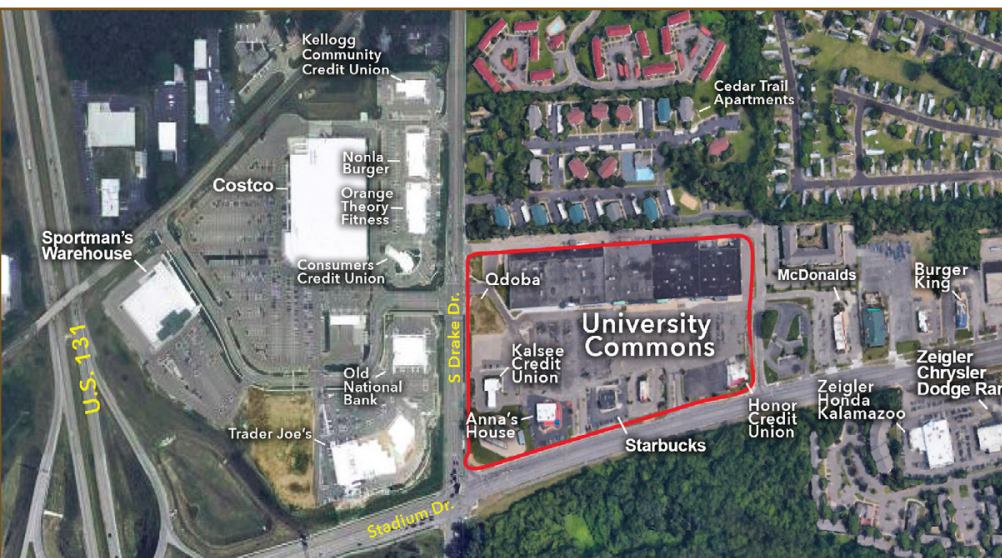 Kellogg
Community
Credit Union
Cedar Trail
Apartments
Nonla
Burger
Costco
Orange
Theory
Fitness
Sportman's
Warehouse
Consumers
Credit Union
Qdoba
McDonalds
Burger
King
U.S. 131
S Drake Dr.
University
Commons
Kalsee
Credit
Union
Old
National
Bank
Zeigler
Chrysler
Dodge Ram
Zeigler
Honda
Kalamazoo
Anna's
House
Honor
Credit
Union
Trader Joe's
Starbucks
Stadium Dr.